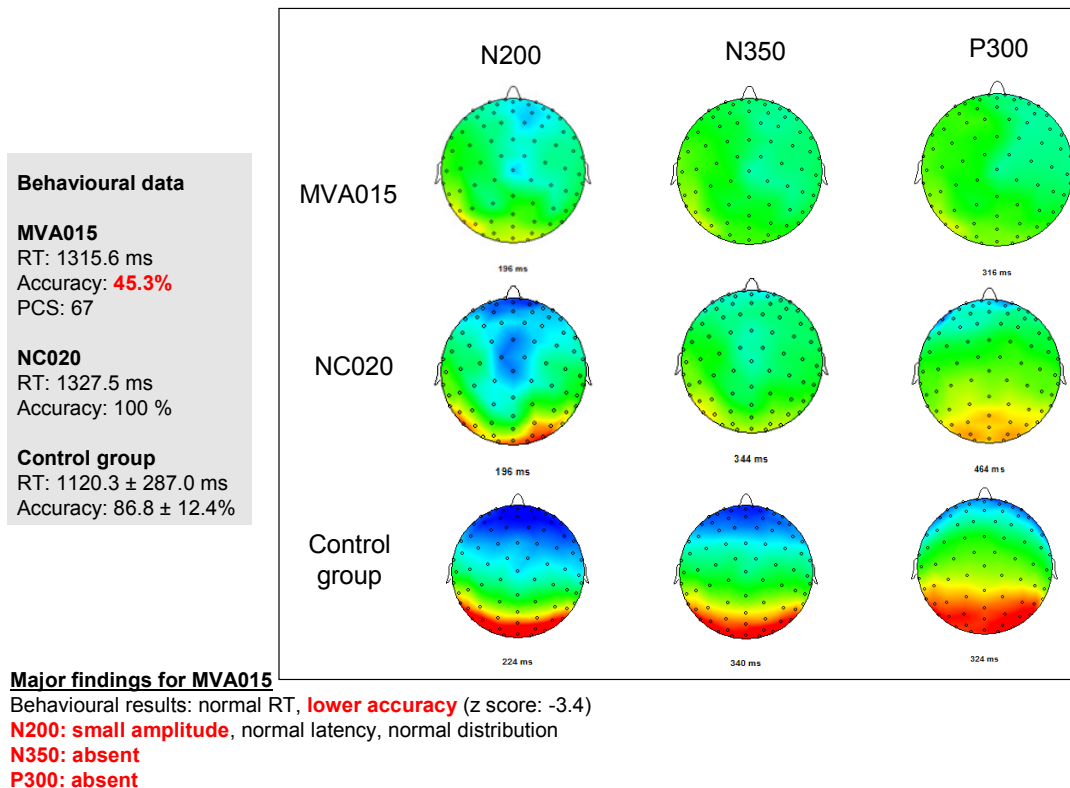 N200 N350 P300
MVA015
196 ms
316 ms
NC020
196 ms
344 ms
464 ms
Control
group
224 ms
340 ms
324 ms
Behavioural data
MVA015
RT: 1315.6 ms
Accuracy: 45.3%
PCS: 67
NC020
RT: 1327.5 ms
Accuracy: 100 %
Control group
RT: 1120.3 ± 287.0 ms
Accuracy: 86.8 ± 12.4%
Major findings for MVA015
Behavioural results: normal RT, lower accuracy (z score: -3.4)
N200: small amplitude, normal latency, normal distribution
N350: absent
P300: absent